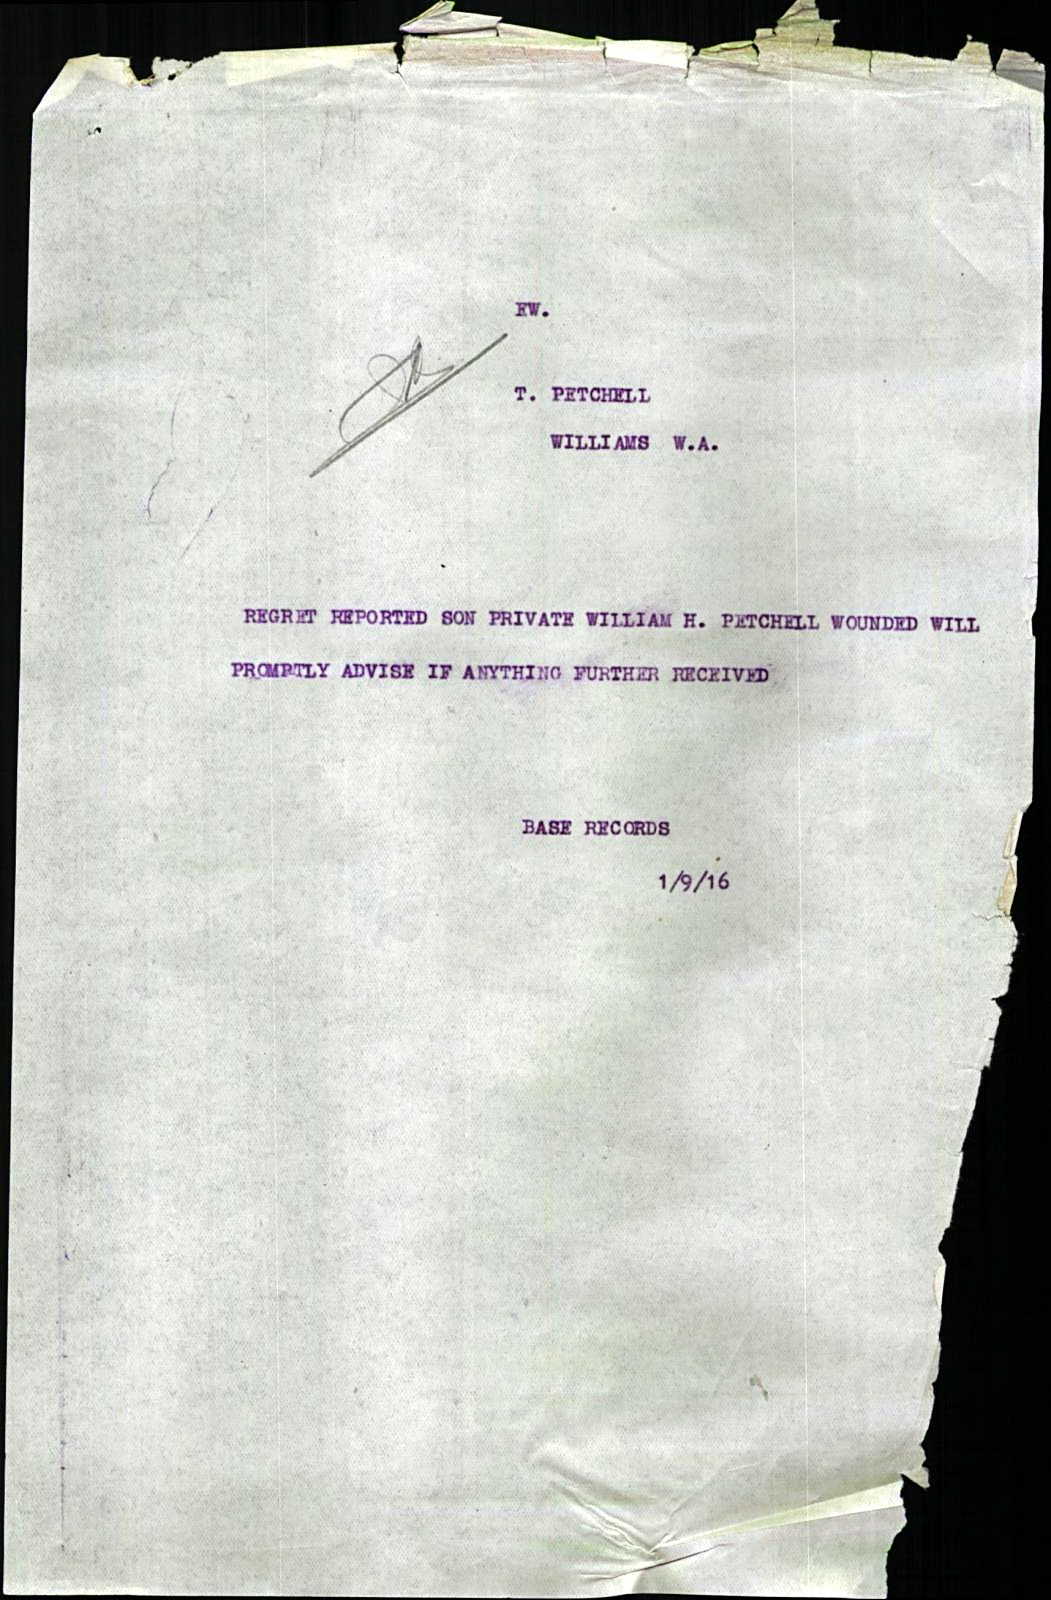 EW.
T. PETCHELL
WILLIAMS W.A.
REGRET REPORTED SON PRIVATE WILLIAM H. PETCHELL WOUNDED WILL
PROMPTLY ADVISE IF ANYTHING FURTHER RECEIVED
BASE RECORDS
1/9/16